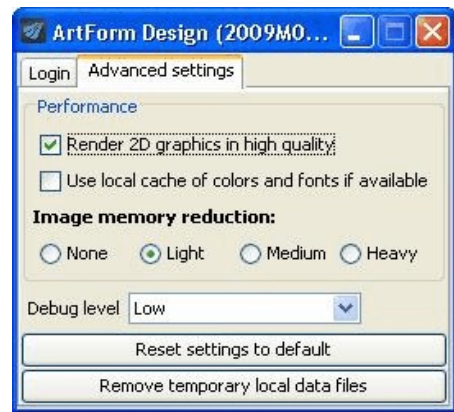 ArtForm Design (2009M0...
Login Advanced settings
Performance
Render 2D graphics in high quality
Use local cache of colors and fonts if available
Image memory reduction:
None Light Medium Heavy
Debug level Low
Reset settings to default
Remove temporary local data files